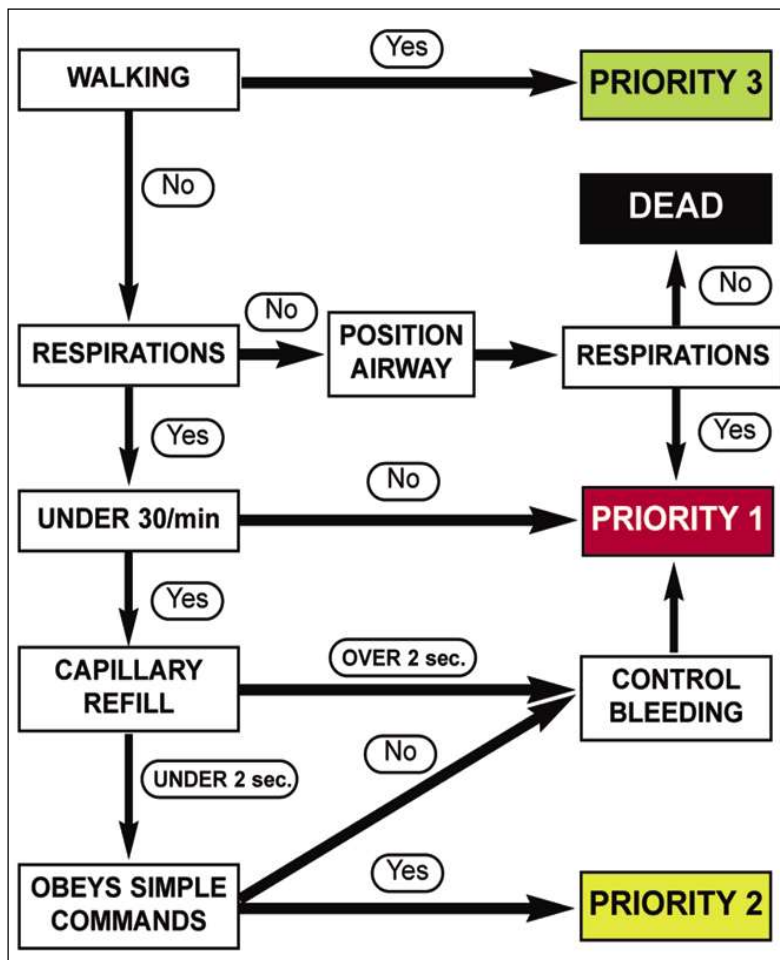 Yes
WALKING
PRIORITY 3
No
DEAD
No
No
RESPIRATIONS
POSITION
AIRWAY
RESPIRATIONS
Yes
Yes
No
UNDER 30/min
PRIORITY 1
Yes
CAPILLARY
REFILL
OVER 2 sec.
CONTROL
BLEEDING
No
UNDER 2 sec.
Yes
OBEYS SIMPLE
COMMANDS
PRIORITY 2